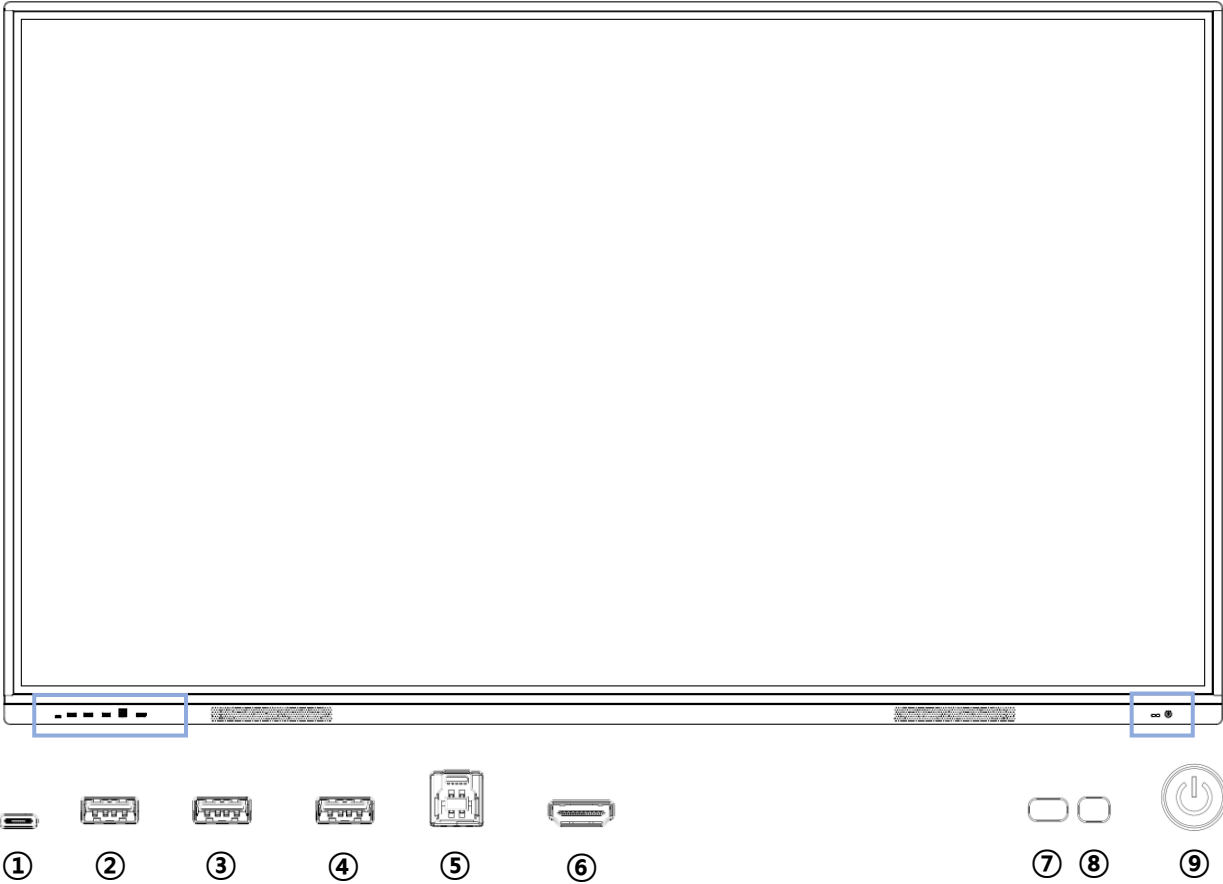 ① ② ③ ④ ⑤ ⑥ ⑦ ⑧ ⑨